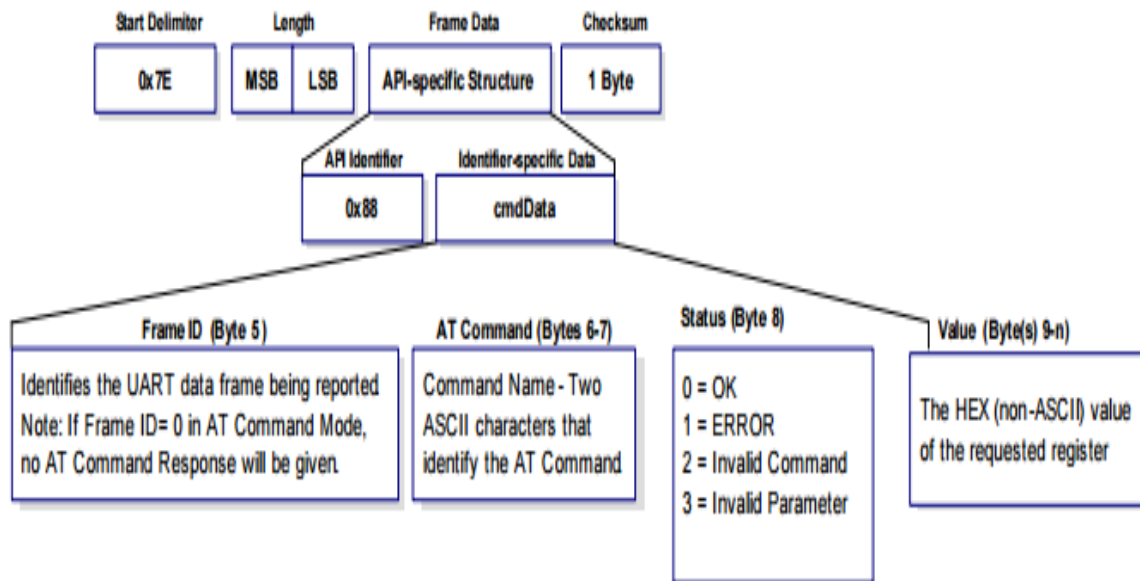 Start Delimiter Length Frame Data Checksum
0x7E MSB LSB API-specific Structure 1 Byte
API Identifier Identifier-specific Data
0x88 cmdData
Frame ID (Byte 5)
Identifies the UART data frame being reported.
Note: If Frame ID= 0 in AT Command Mode,
no AT Command Response will be given.
AT Command (Bytes 6-7)
Command Name - Two
ASCII characters that
identify the AT Command
Status (Byte 8)
0 = OK
1 = ERROR
2 = Invalid Command
3 = Invalid Parameter
Value (Byte(s) 9-n)
The HEX (non-ASCII) value
of the requested register